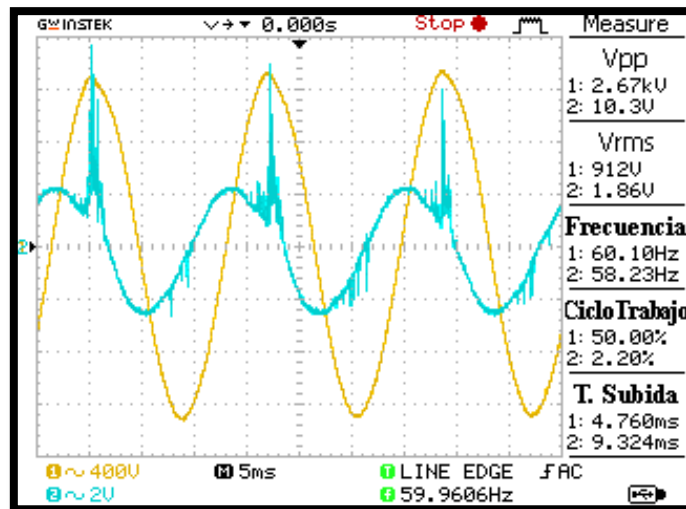 GWINSTEK 0.000s Stop Measure
Vpp
1: 2.67kV
2: 10.3V
Vrms
1: 912V
2: 1.86V
Frecuencia
1: 60.10Hz
2: 58.23Hz
Ciclo Trabajo
1: 50.00%
2: 2.20%
T. Subida
1: 4.760ms
2: 9.324ms
2
1 ~ 400V M 5ms T LINE EDGE AC
2 ~ 2V f 59.9606Hz